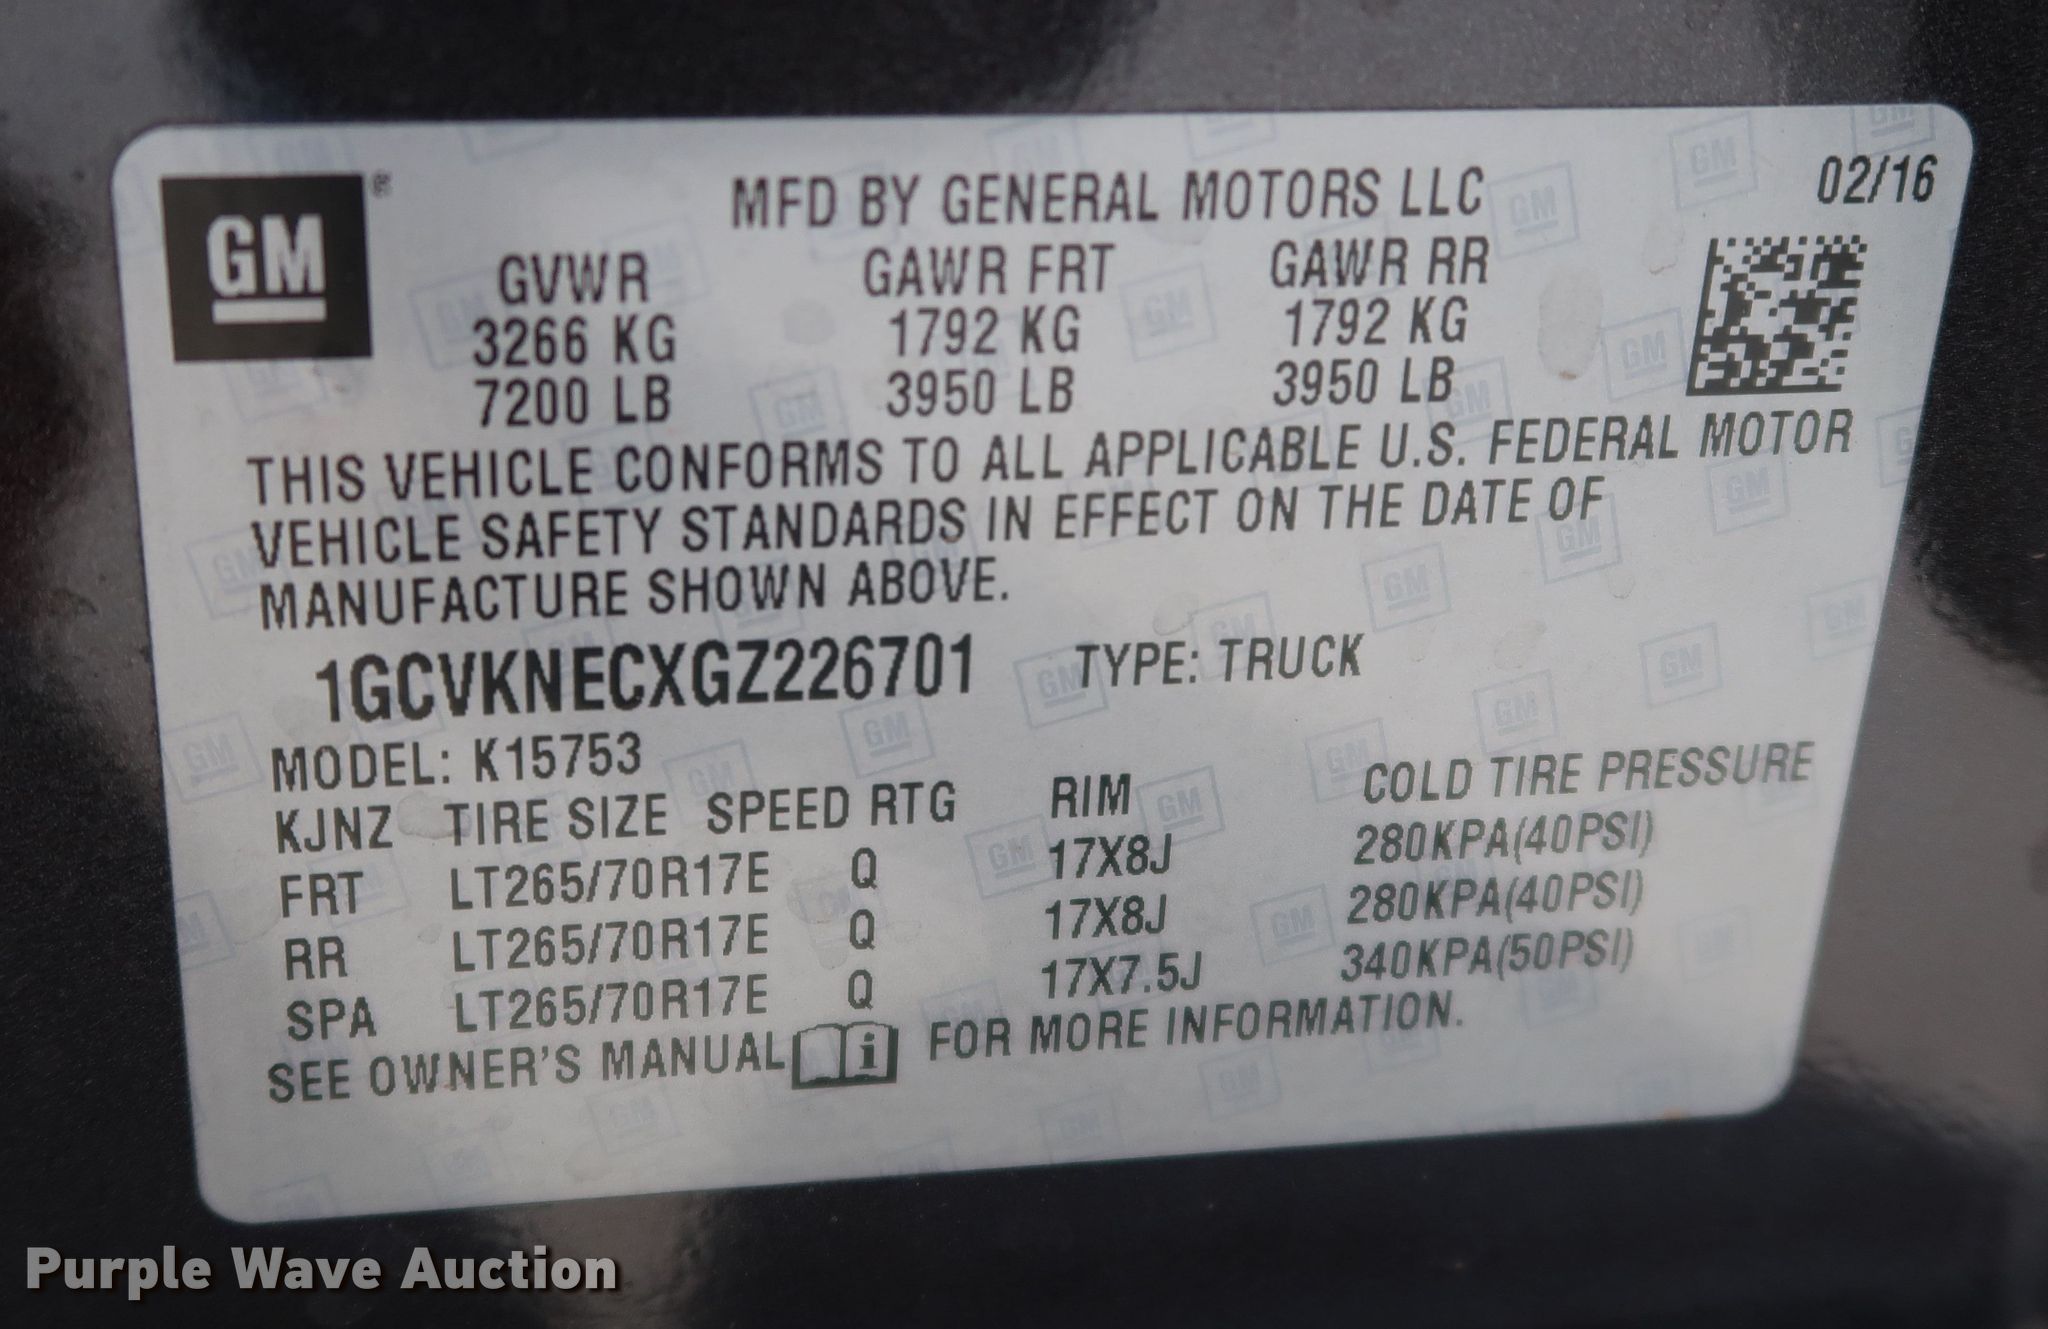 GM ®
MFD BY GENERAL MOTORS LLC 02/16
GVWR GAWR FRT GAWR RR
3266 KG 1792 KG 1792 KG
7200 LB 3950 LB 3950 LB
THIS VEHICLE CONFORMS TO ALL APPLICABLE U.S. FEDERAL MOTOR
VEHICLE SAFETY STANDARDS IN EFFECT ON THE DATE OF
MANUFACTURE SHOWN ABOVE.
1GCVKNECXGZ226701 TYPE: TRUCK
MODEL: K15753
KJNZ TIRE SIZE SPEED RTG RIM COLD TIRE PRESSURE
FRT LT265/70R17E Q 17X8J 280KPA(40PSI)
RR LT265/70R17E Q 17X8J 280KPA(40PSI)
SPA LT265/70R17E Q 17X7.5J 340KPA(50PSI)
SEE OWNER'S MANUAL i FOR MORE INFORMATION.
Purple Wave Auction